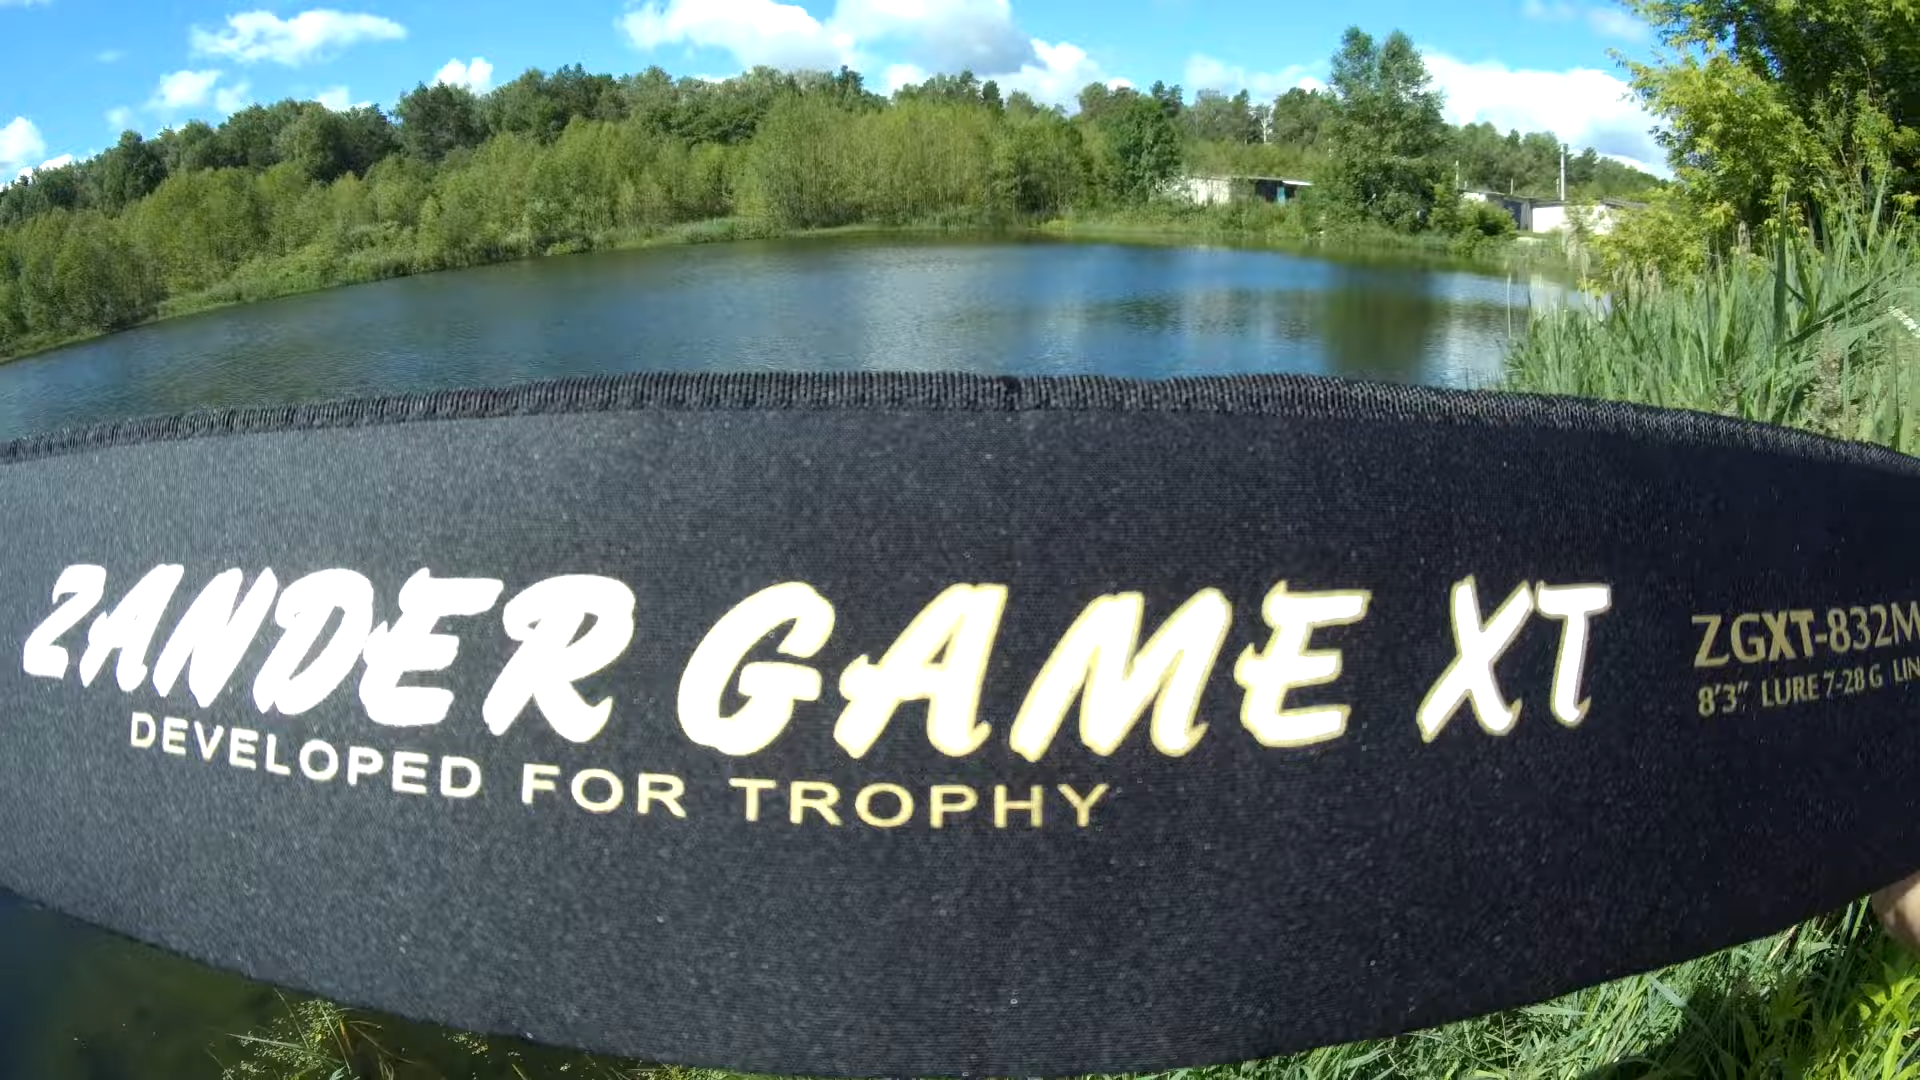 ZANDER GAME XT
DEVELOPED FOR TROPHY
ZGXT-832M
8'3" LURE 7-28 G